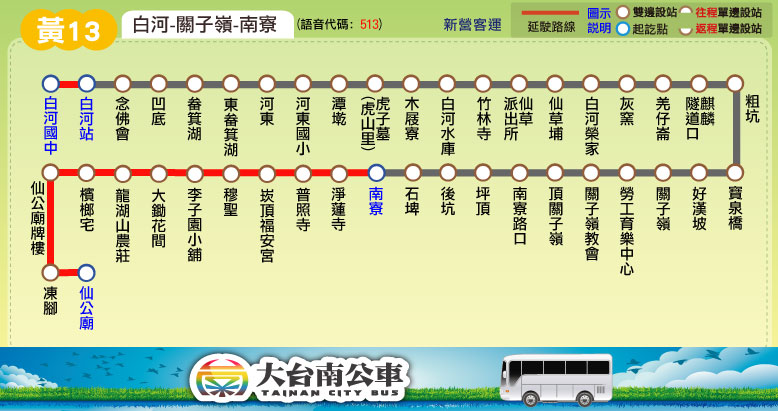 黃13
白河-關子嶺-南寮
(語音代碼：513)
新營客運
延駛路線
圖示
說明
雙邊設站
起訖點
往程單邊設站
返程單邊設站
白河國中
白河站
念佛會
凹底
畚箕湖
東畚箕湖
河東
河東國小
潭墘
虎子墓
(虎山里)
木屐寮
白河水庫
竹林寺
仙草
派出所
仙草埔
白河榮家
灰窯
羌仔崙
麒麟
隧道口
粗坑
寶泉橋
好漢坡
關子嶺
勞工育樂中心
關子嶺教會
頂關子嶺
南寮路口
坪頂
後坑
石埤
南寮
淨蓮寺
普照寺
崁頂福安宮
穆聖
李子園小舖
大鋤花間
龍湖山農莊
檳榔宅
仙公廟牌樓
凍腳
仙公廟
大台南公車
TAINAN CITY BUS